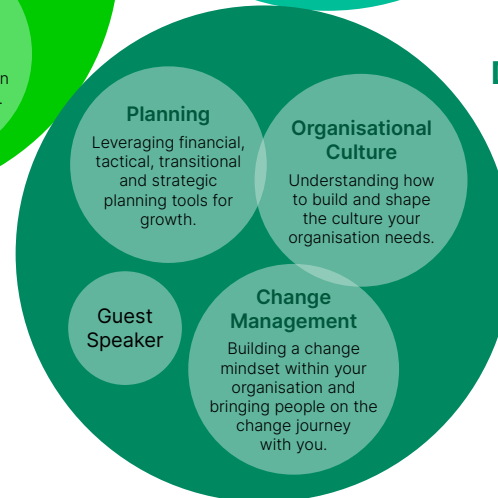 Planning
Leveraging financial,
tactical, transitional
and strategic
planning tools for
growth.
Organisational
Culture
Understanding how
to build and shape
the culture your
organisation needs.
Guest
Speaker
Change
Management
Building a change
mindset within your
organisation and
bringing people on the
change journey
with you.